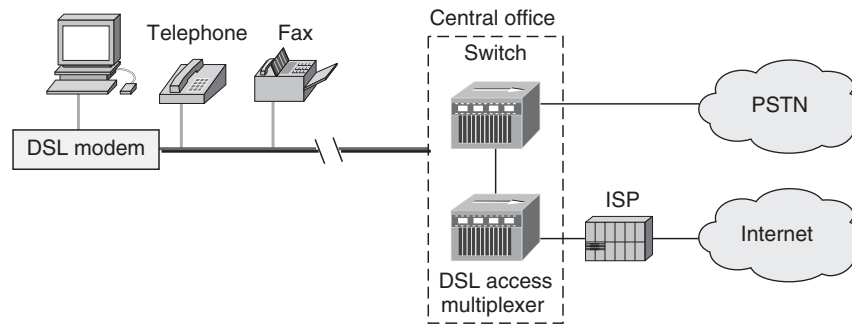 Central office
Telephone
Fax
Switch
PSTN
DSL modem
ISP
Internet
DSL access
multiplexer